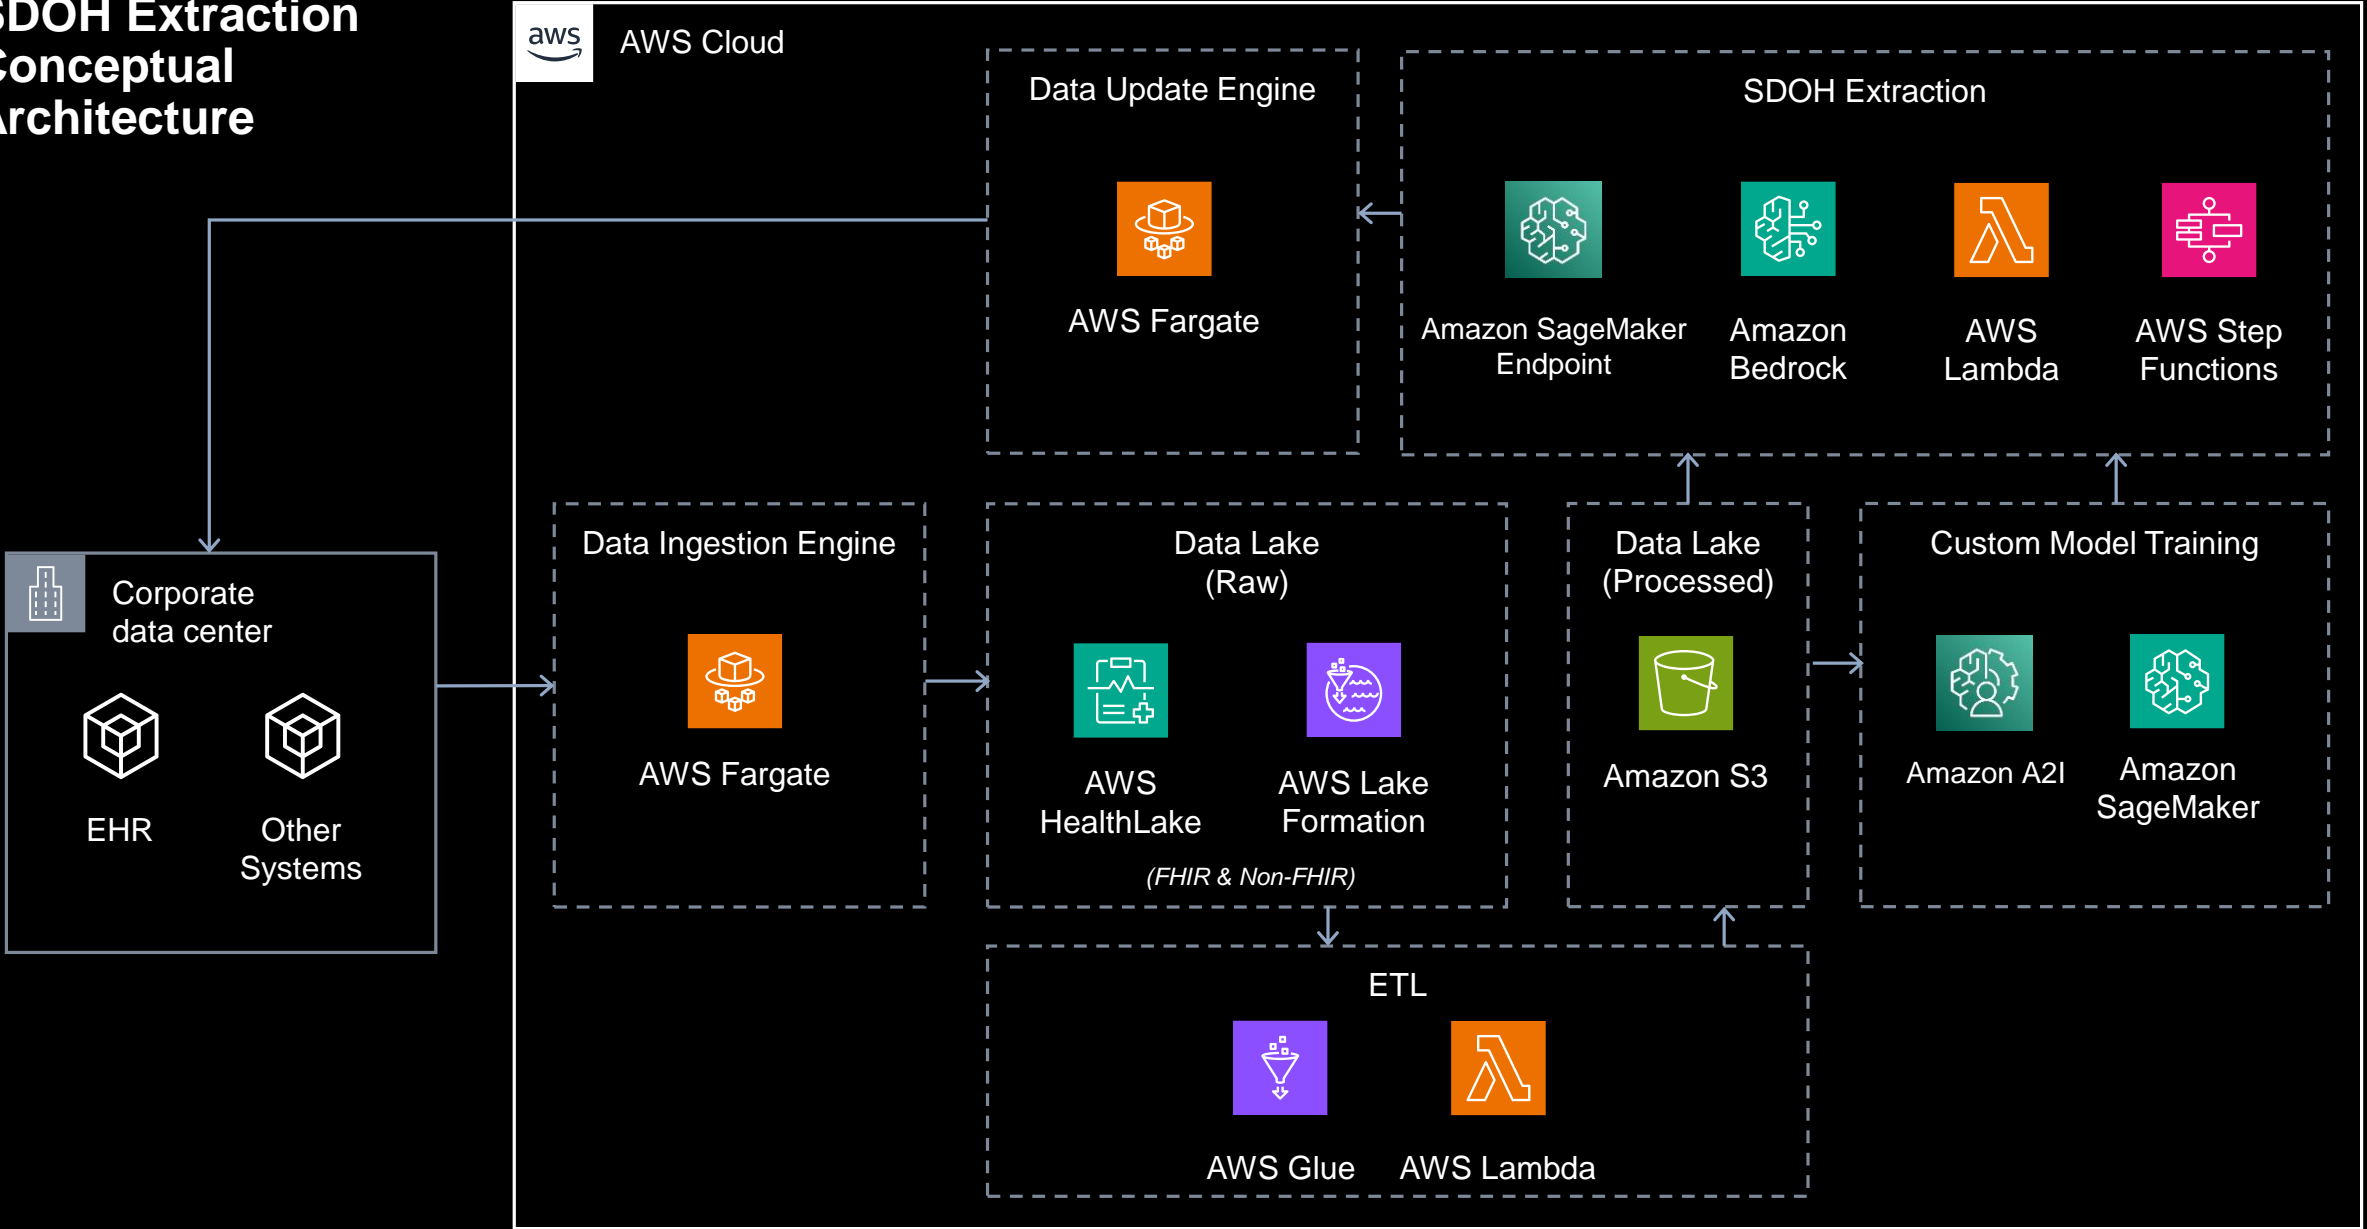 SDOH Extraction
Conceptual
Architecture
aws
AWS Cloud
Data Update Engine
AWS Fargate
SDOH Extraction
Amazon SageMaker
Endpoint
Amazon
Bedrock
AWS
Lambda
AWS Step
Functions
Corporate
data center
EHR
Other
Systems
Data Ingestion Engine
AWS Fargate
Data Lake
(Raw)
AWS
HealthLake
AWS Lake
Formation
(FHIR & Non-FHIR)
Data Lake
(Processed)
Amazon S3
Custom Model Training
Amazon A2I
Amazon
SageMaker
ETL
AWS Glue
AWS Lambda